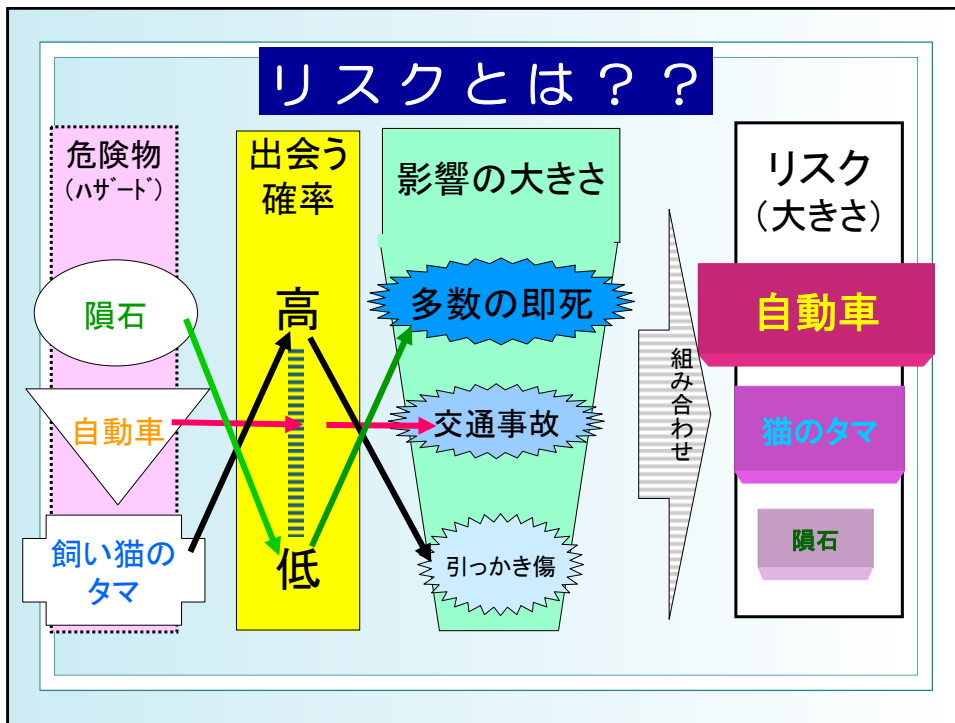 リスクとは？？
危険物
（ﾊｻﾞｰﾄﾞ）
隕石
自動車
飼い猫の
タマ
出会う
確率
高
低
影響の大きさ
多数の即死
交通事故
引っかき傷
組み合わせ
リスク
（大きさ）
自動車
猫のタマ
隕石